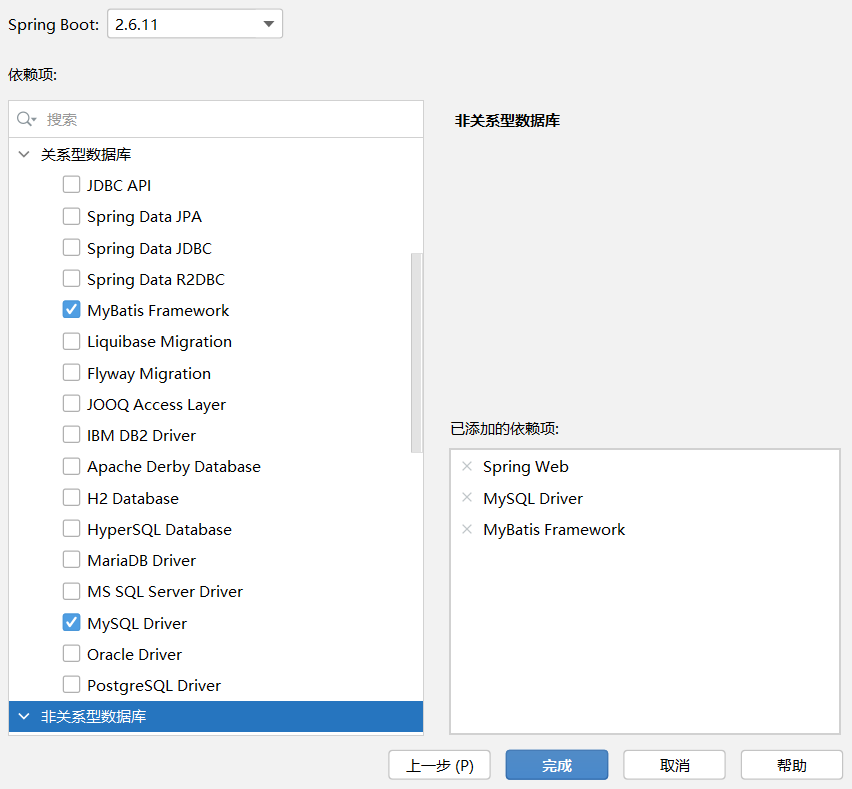 Spring Boot: 2.6.11
依赖项:
搜索
关系型数据库
JDBC API
Spring Data JPA
Spring Data JDBC
Spring Data R2DBC
MyBatis Framework
Liquibase Migration
Flyway Migration
JOOQ Access Layer
IBM DB2 Driver
Apache Derby Database
H2 Database
HyperSQL Database
MariaDB Driver
MS SQL Server Driver
MySQL Driver
Oracle Driver
PostgreSQL Driver
非关系型数据库
非关系型数据库
已添加的依赖项:
Spring Web
MySQL Driver
MyBatis Framework
上一步 (P) 完成 取消 帮助